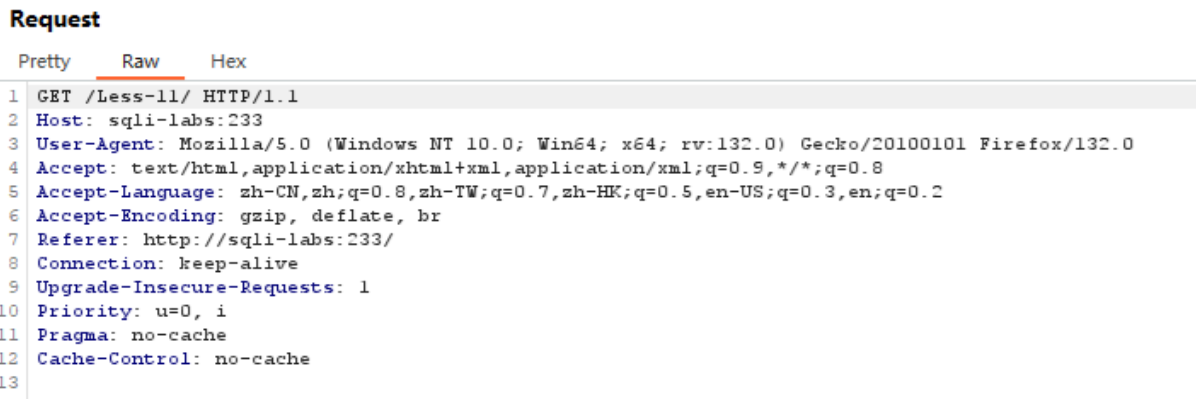 Request
Pretty Raw Hex
1 GET /Less-11/ HTTP/1.1
2 Host: sqli-labs:233
3 User-Agent: Mozilla/5.0 (Windows NT 10.0; Win64; x64; rv:132.0) Gecko/20100101 Firefox/132.0
4 Accept: text/html,application/xhtml+xml,application/xml;q=0.9,*/*;q=0.8
5 Accept-Language: zh-CN,zh;q=0.8,zh-TW;q=0.7,zh-HK;q=0.5,en-US;q=0.3,en;q=0.2
6 Accept-Encoding: gzip, deflate, br
7 Referer: http://sqli-labs:233/
8 Connection: keep-alive
9 Upgrade-Insecure-Requests: 1
10 Priority: u=0, i
11 Pragma: no-cache
12 Cache-Control: no-cache
13